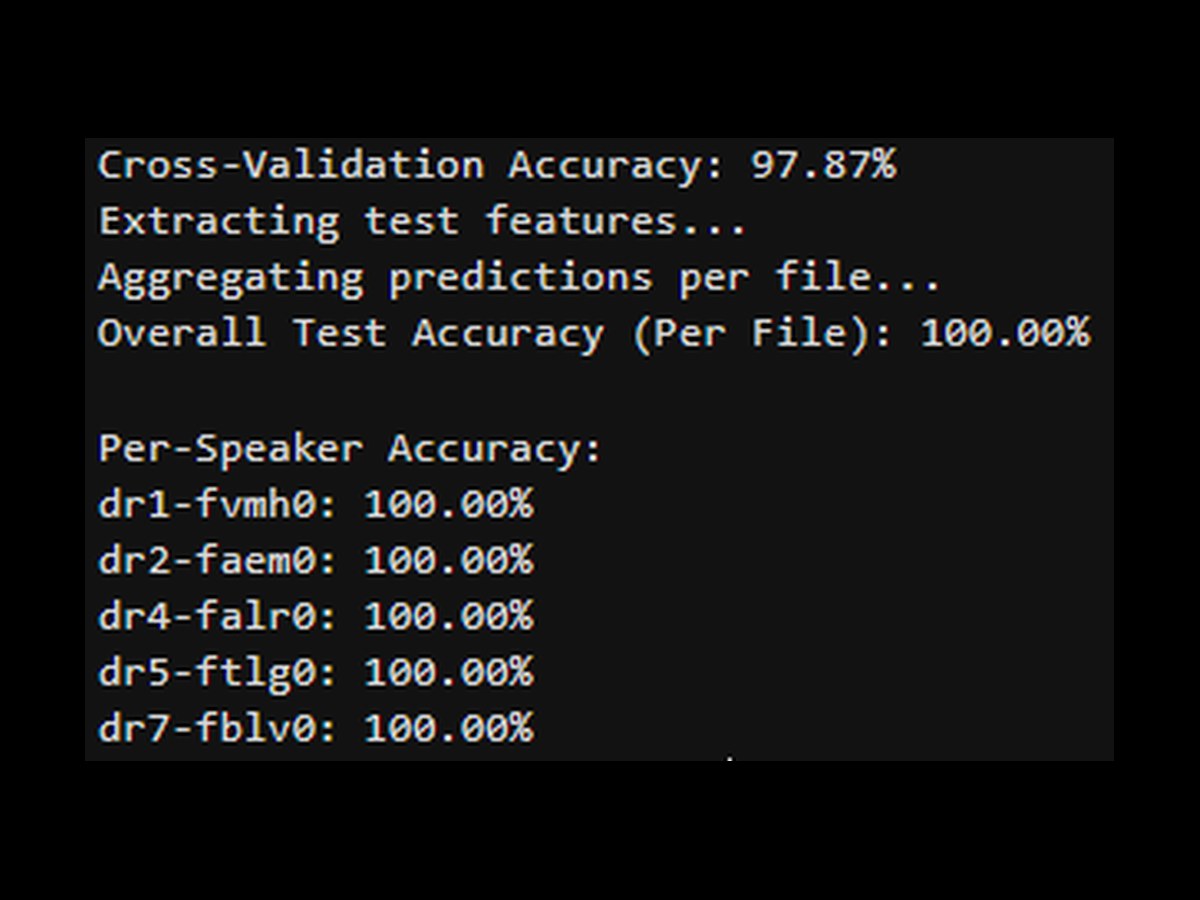 Cross-Validation Accuracy: 97.87%
Extracting test features...
Aggregating predictions per file...
Overall Test Accuracy (Per File): 100.00%
Per-Speaker Accuracy:
dr1-fvmh0: 100.00%
dr2-faem0: 100.00%
dr4-falr0: 100.00%
dr5-ftlg0: 100.00%
dr7-fblv0: 100.00%